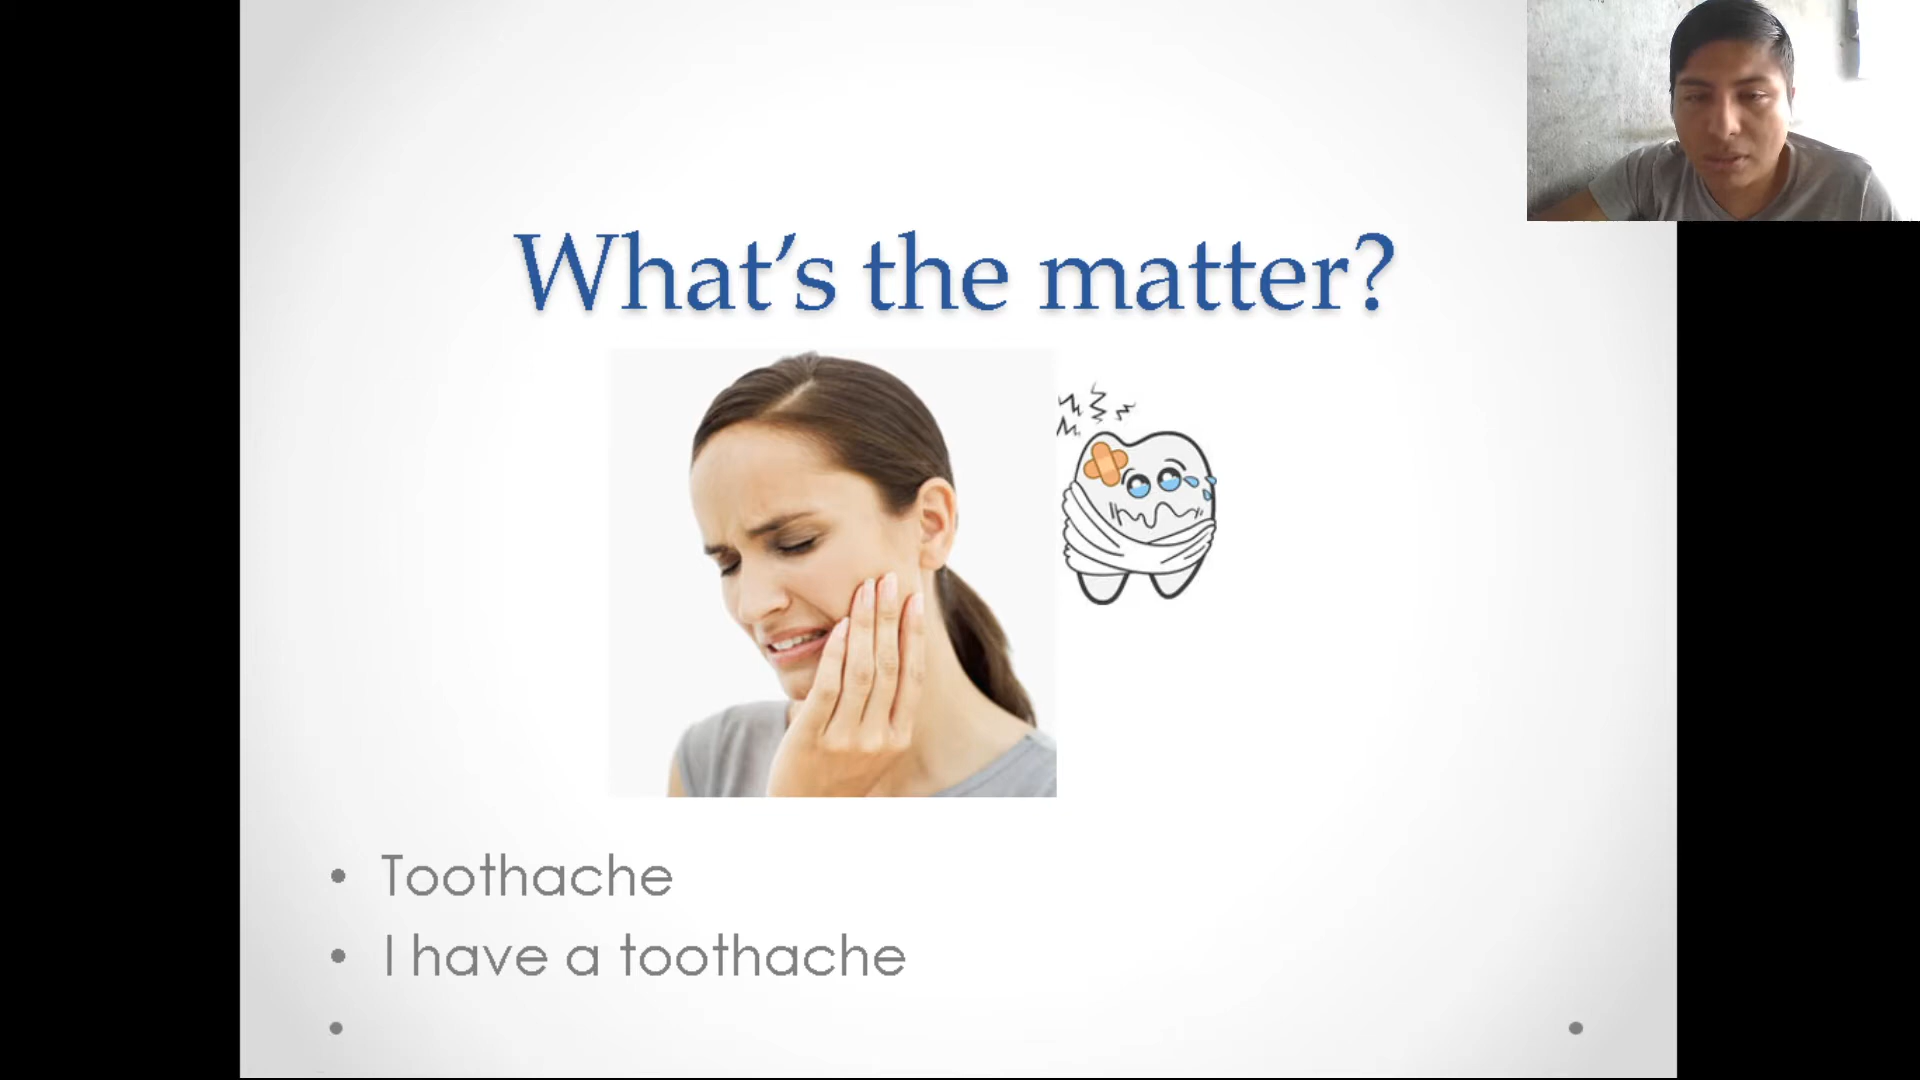 What’s the matter?
• Toothache
• I have a toothache